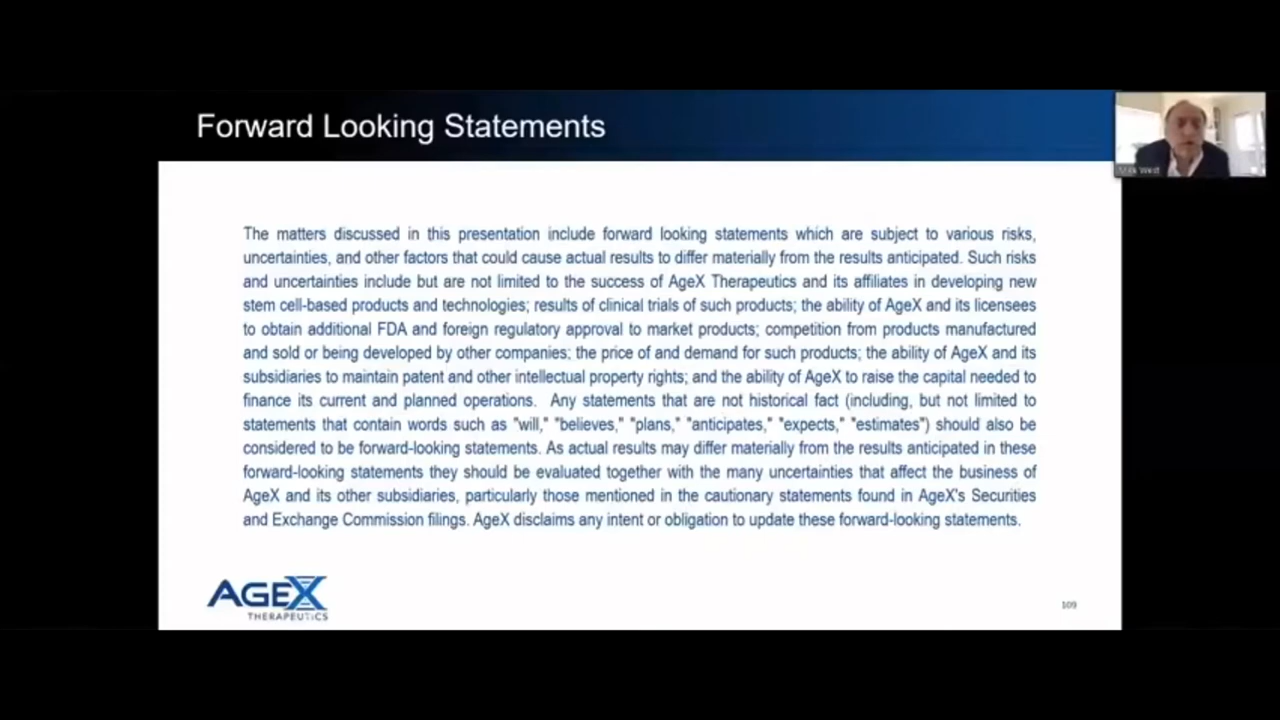 Forward Looking Statements
The matters discussed in this presentation include forward looking statements which are subject to various risks,
uncertainties, and other factors that could cause actual results to differ materially from the results anticipated. Such risks
and uncertainties include but are not limited to the success of AgeX Therapeutics and its affiliates in developing new
stem cell-based products and technologies; results of clinical trials of such products; the ability of AgeX and its licensees
to obtain additional FDA and foreign regulatory approval to market products; competition from products manufactured
and sold or being developed by other companies; the price of and demand for such products; the ability of AgeX and its
subsidiaries to maintain patent and other intellectual property rights; and the ability of AgeX to raise the capital needed to
finance its current and planned operations.  Any statements that are not historical fact (including, but not limited to
statements that contain words such as "will," "believes," "plans," "anticipates," "expects," "estimates") should also be
considered to be forward-looking statements. As actual results may differ materially from the results anticipated in these
forward-looking statements they should be evaluated together with the many uncertainties that affect the business of
AgeX and its other subsidiaries, particularly those mentioned in the cautionary statements found in AgeX's Securities
and Exchange Commission filings. AgeX disclaims any intent or obligation to update these forward-looking statements.
AGEX
THERAPEUTICS
109
West